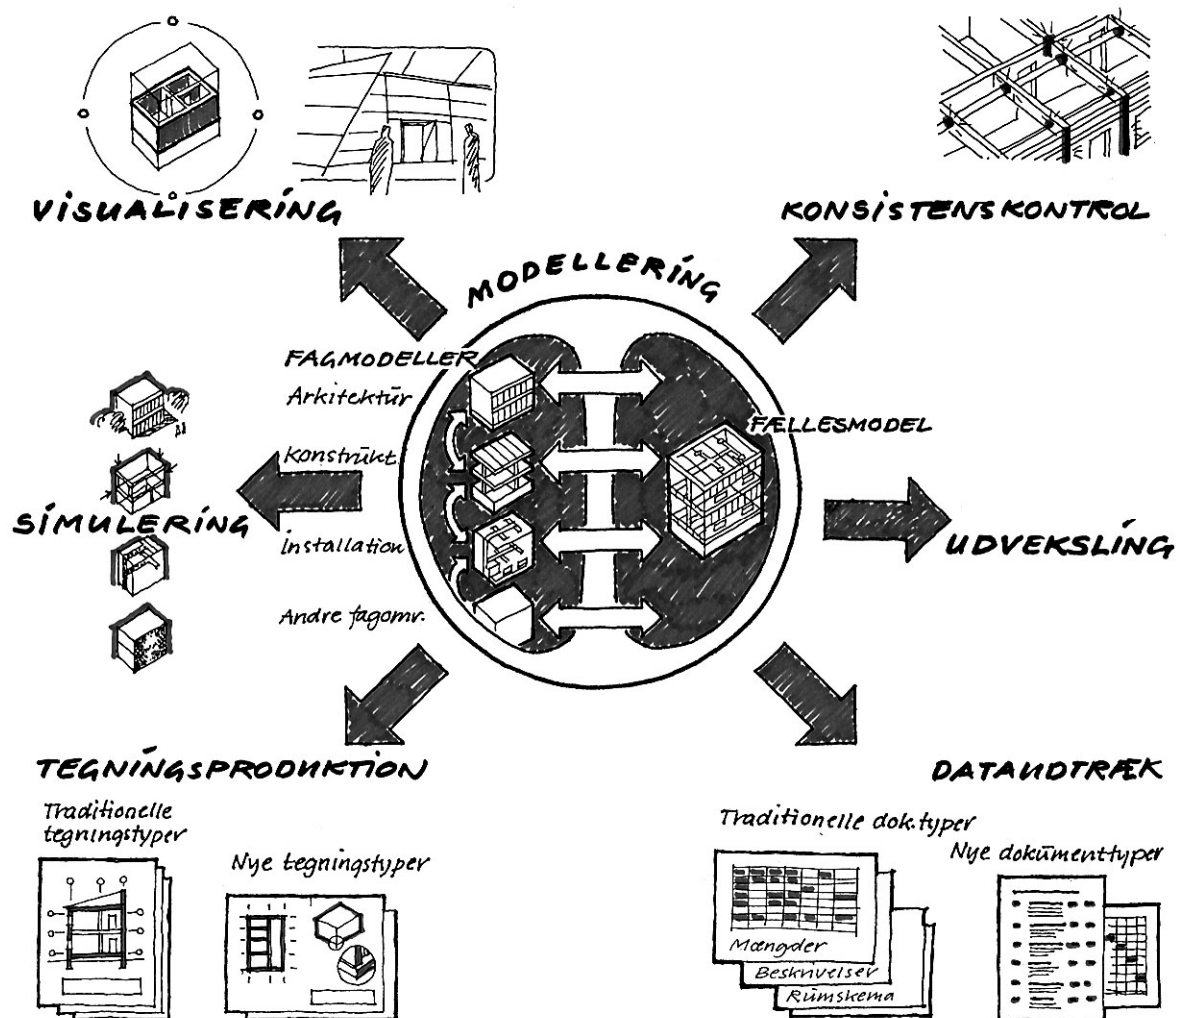 VISUALISERING
KONSISTENSKONTROL
MODELLERING
FAGMODELLER
Arkitektur
Konstrukt.
Installation
Andre fagomr.
FÆLLESMODEL
SIMULERING
UDVEKSLING
TEGNINGSPRODUKTION
Traditionelle
tegningstyper
Nye tegningstyper
DATAUDTRÆK
Traditionelle dok.typer
Nye dokumenttyper
Mængder
Beskrivelser
Rumskema